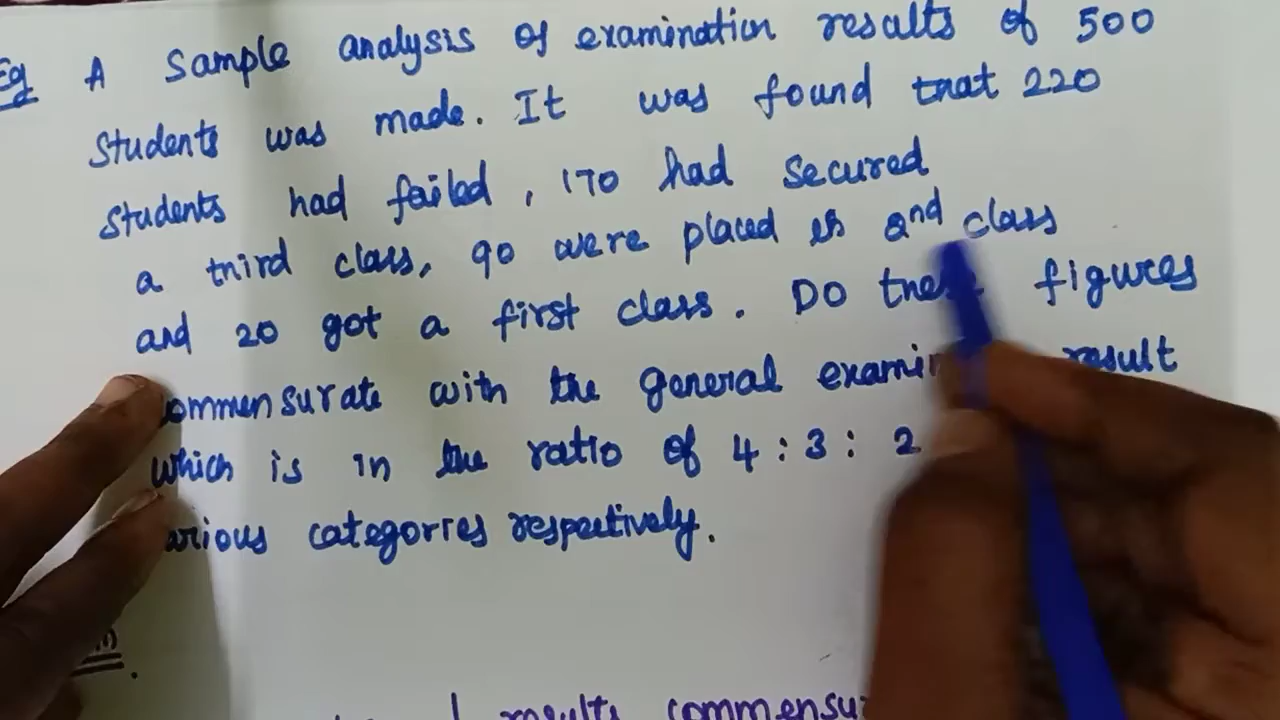 Eg A Sample analysis of examination results of 500
students was made. It was found that 220
students had failed, 170 had secured
a third class, 90 were placed in 2nd class
and 20 got a first class. Do these figures
commensurate with the general result
which is in the ratio of 4 : 3 : 2
various categories respectively.
results